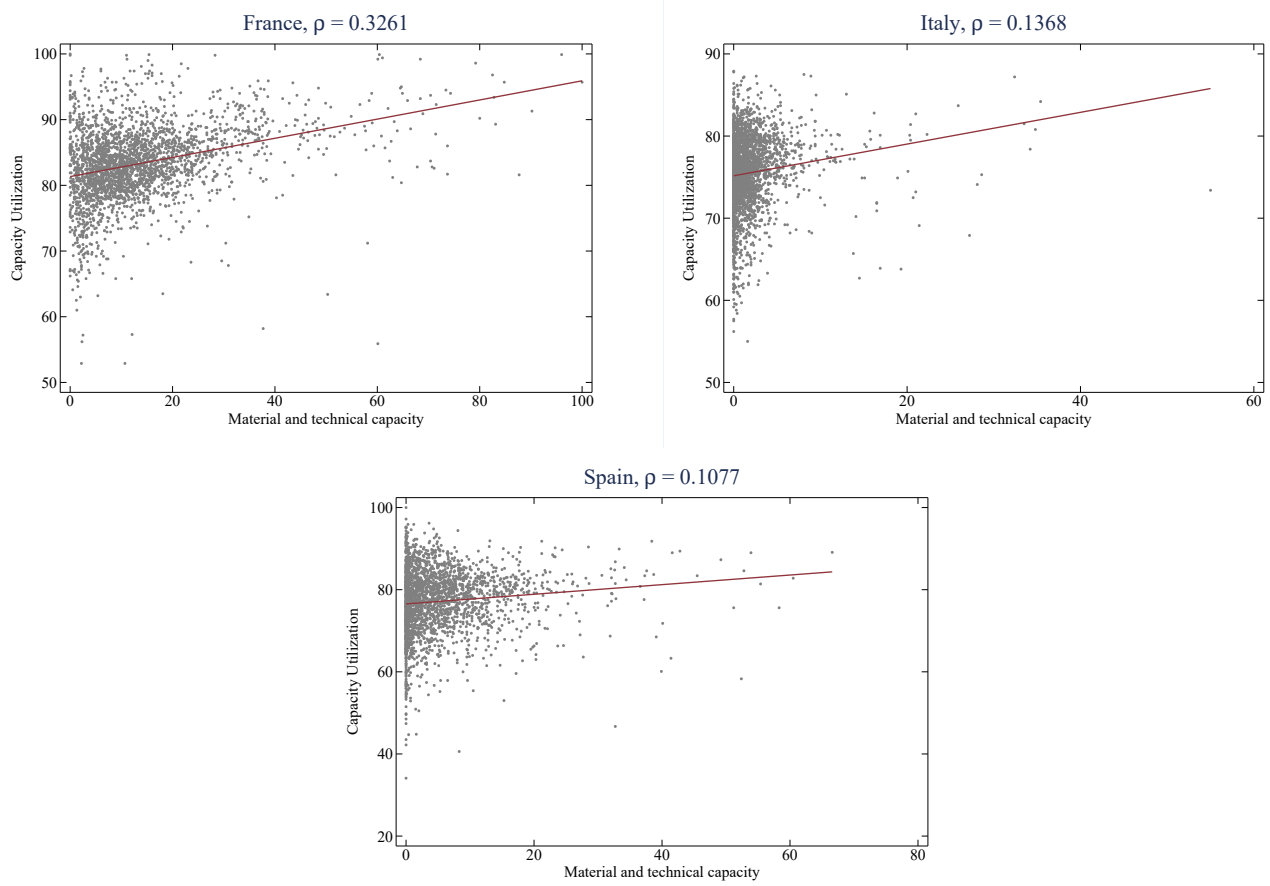 France, ρ = 0.3261
100
90
80
70
60
50
Capacity Utilization
0 20 40 60 80 100
Material and technical capacity
Italy, ρ = 0.1368
90
80
70
60
50
Capacity Utilization
0 20 40 60
Material and technical capacity
Spain, ρ = 0.1077
100
80
60
40
20
Capacity Utilization
0 20 40 60 80
Material and technical capacity